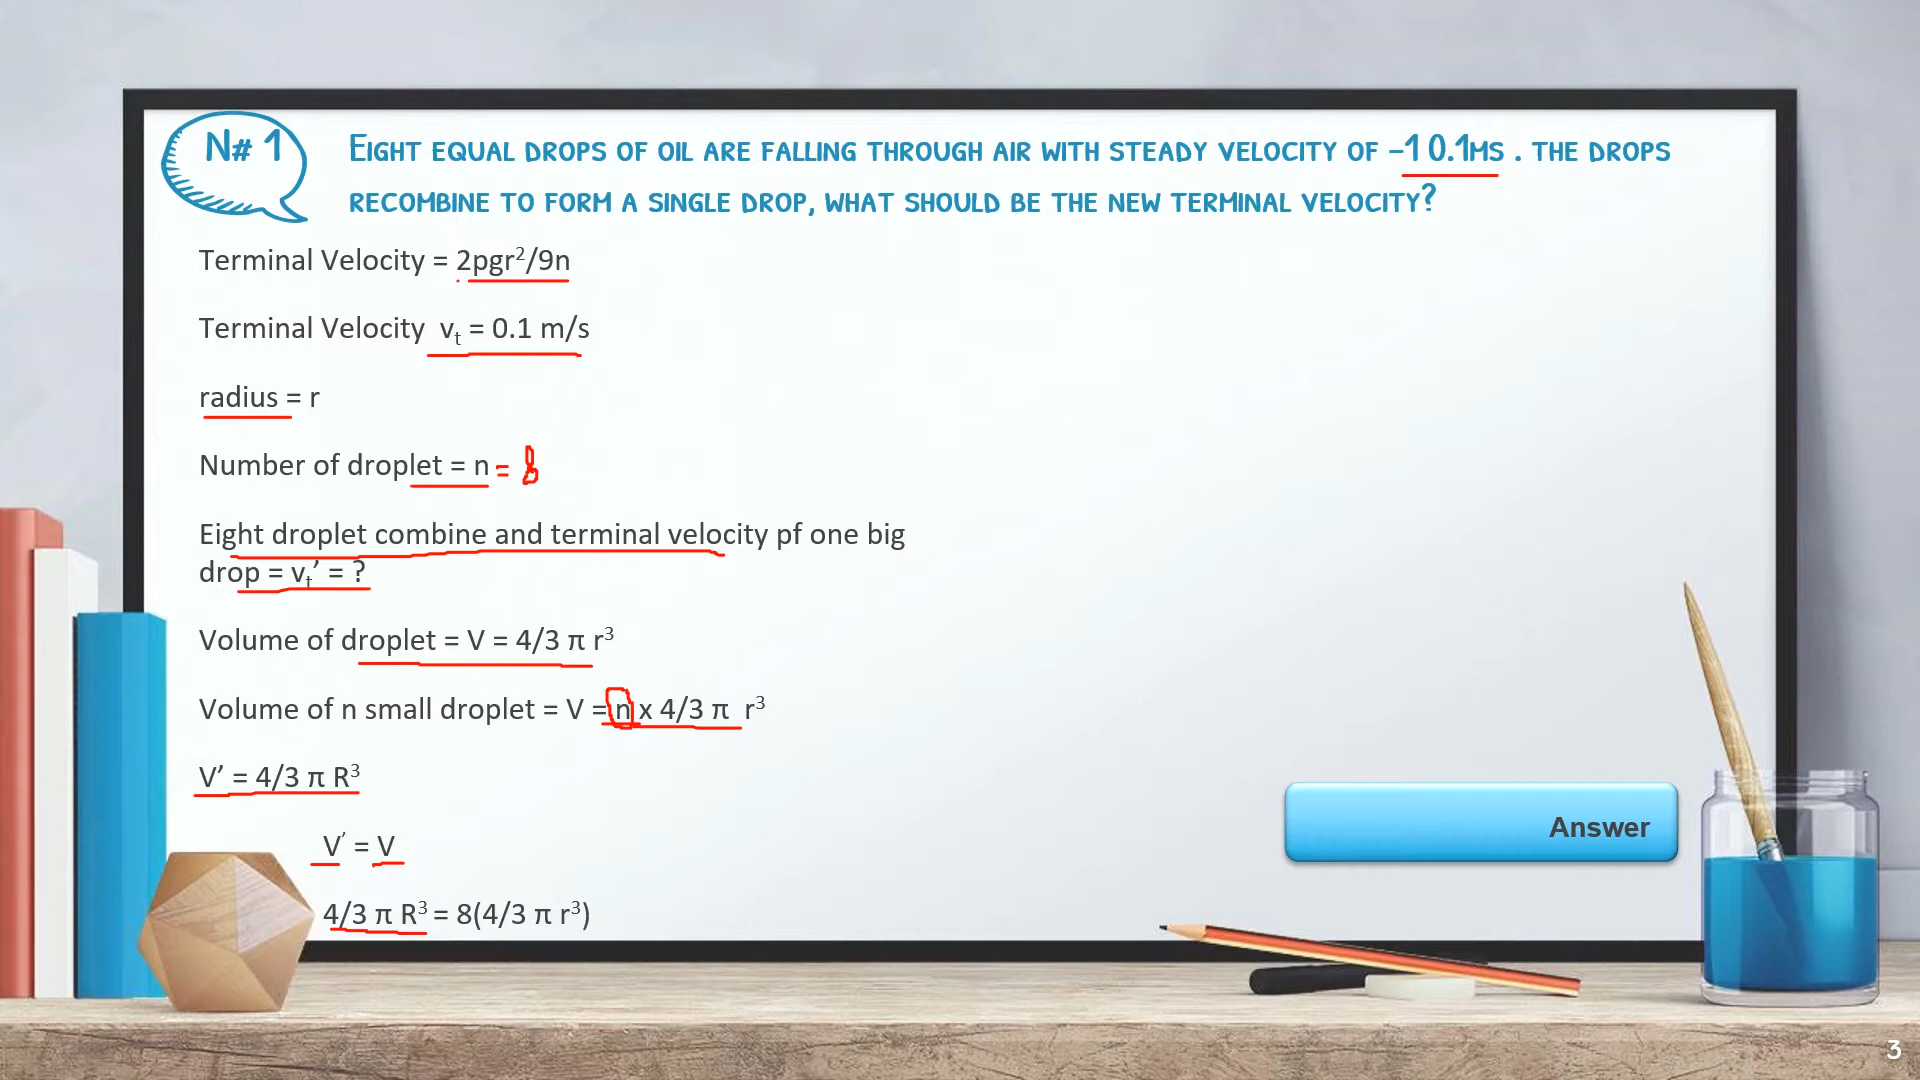 N# 1
Eight equal drops of oil are falling through air with steady velocity of –1 0.1ms . the drops
recombine to form a single drop, what should be the new terminal velocity?
Terminal Velocity = 2pgr²/9n
Terminal Velocity vₜ = 0.1 m/s
radius = r
Number of droplet = n = 8
Eight droplet combine and terminal velocity pf one big
drop = vₜ’ = ?
Volume of droplet = V = 4/3 π r³
Volume of n small droplet = V = n x 4/3 π r³
V’ = 4/3 π R³
V’ = V
4/3 π R³ = 8(4/3 π r³)
Answer
3